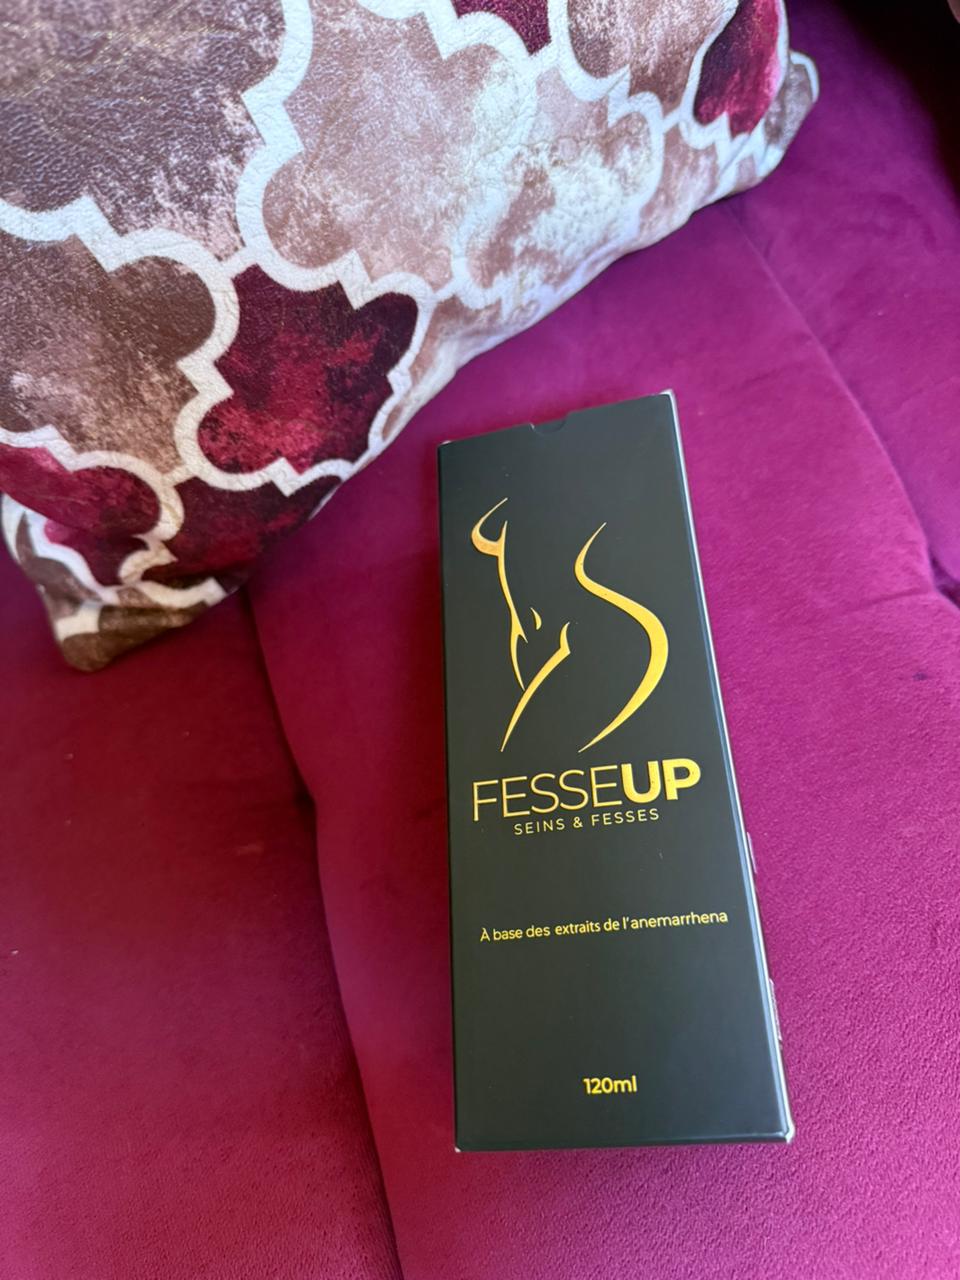 FESSEUP
SEINS & FESSES
À base des extraits de l'anemarrhena
120ml